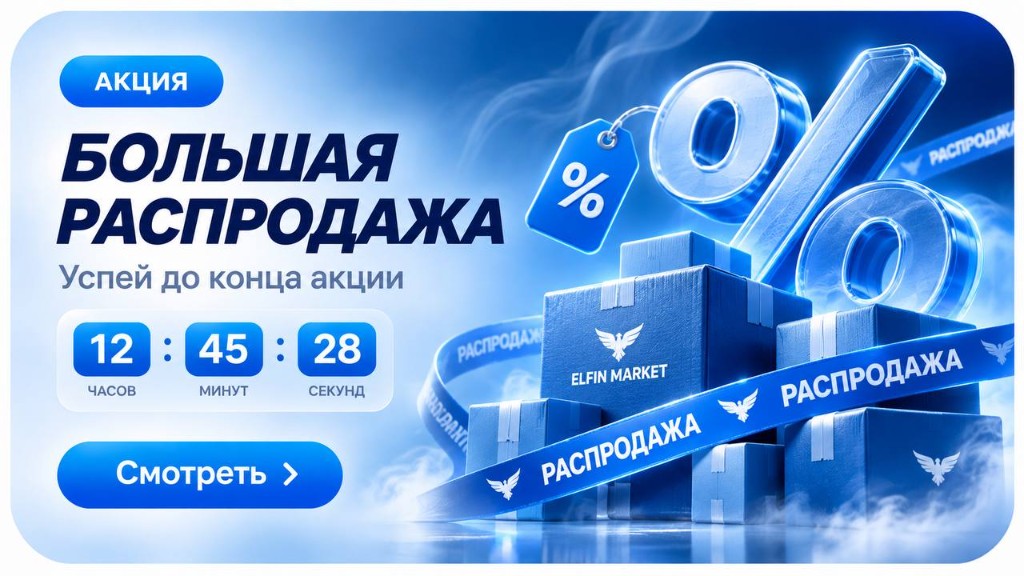 АКЦИЯ
БОЛЬШАЯ
РАСПРОДАЖА
Успей до конца акции
12 : 45 : 28
ЧАСОВ МИНУТ СЕКУНД
Смотреть
%
РАСПРОДАЖА
РАСПРОДАЖА
ELFIN MARKET
РАСПРОДАЖА
РАСПРОДАЖА